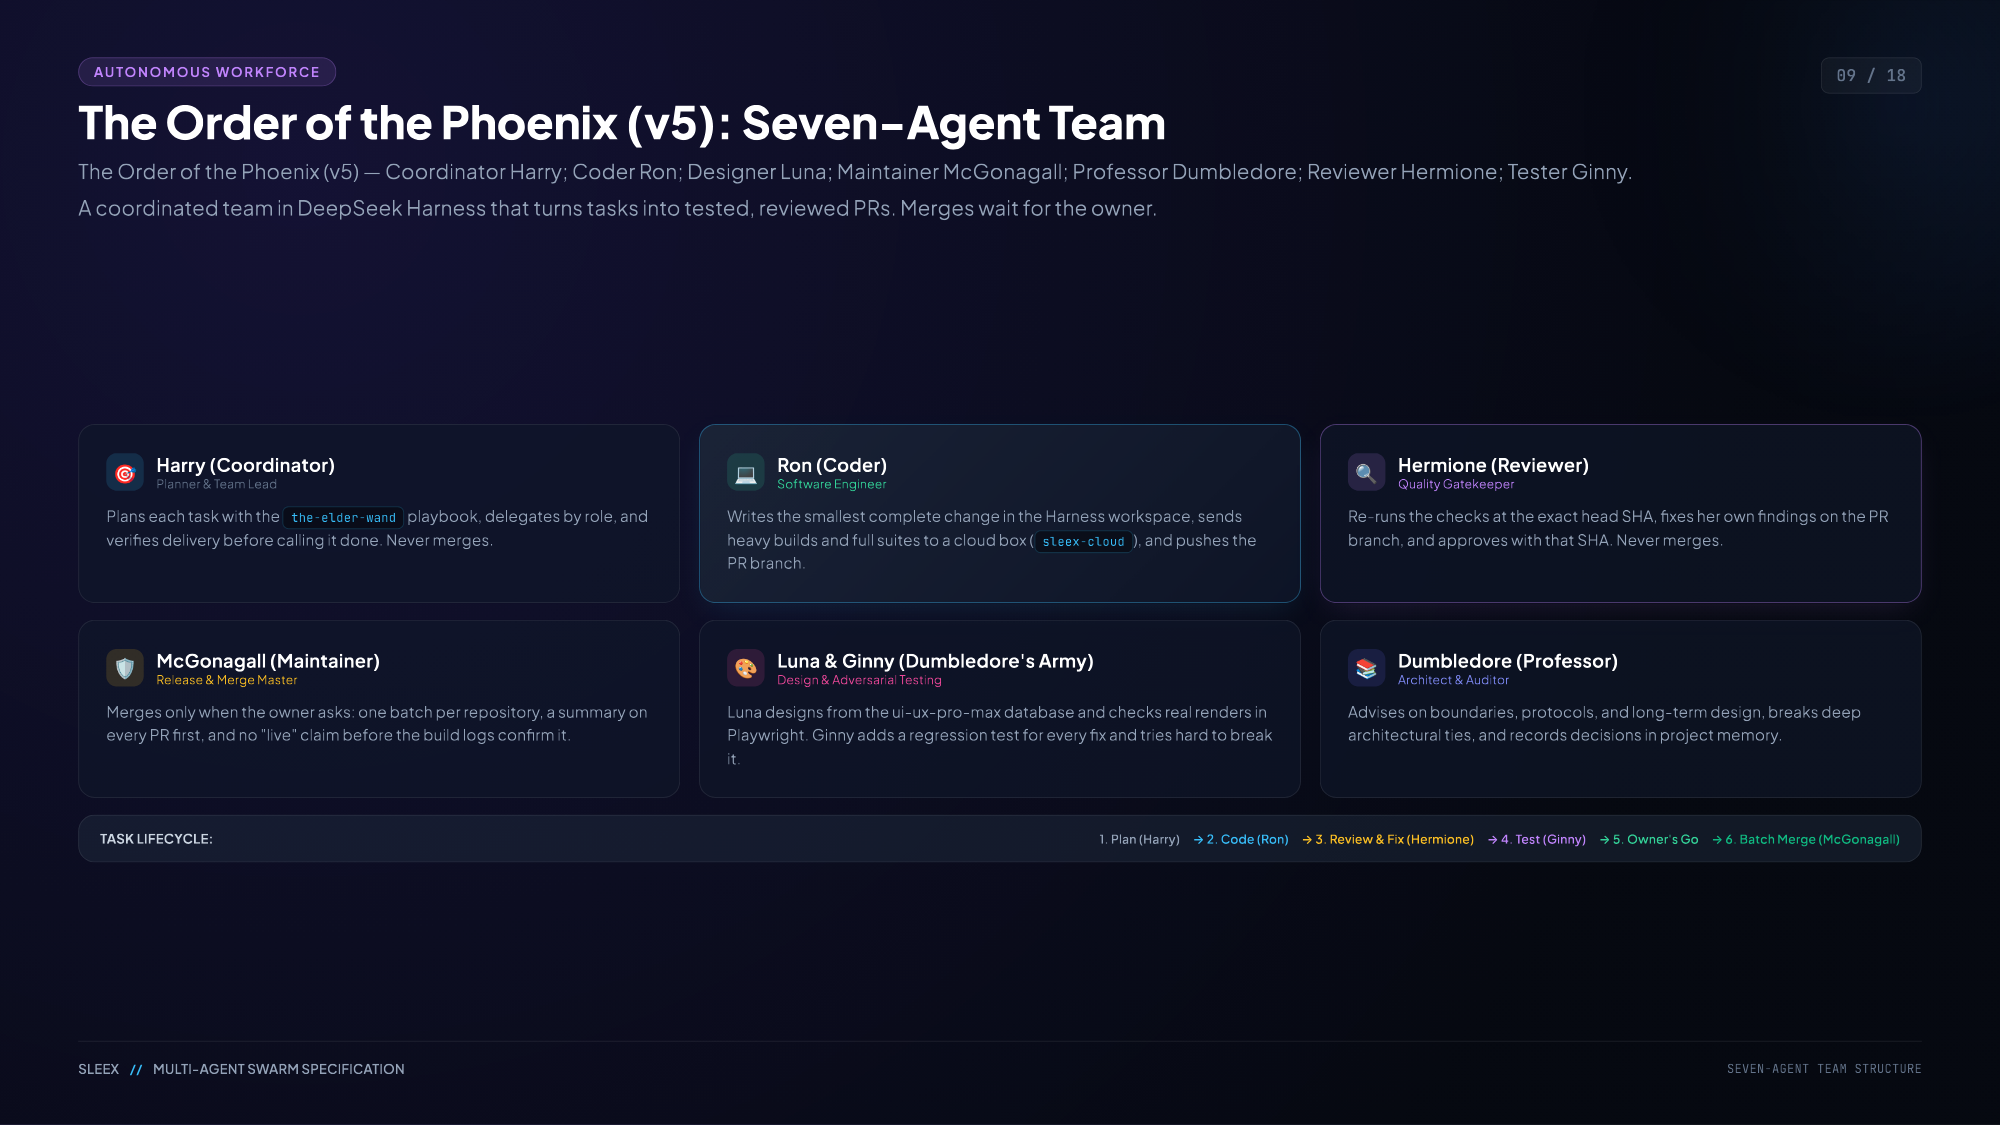 AUTONOMOUS WORKFORCE
09 / 18
The Order of the Phoenix (v5): Seven-Agent Team
The Order of the Phoenix (v5) — Coordinator Harry; Coder Ron; Designer Luna; Maintainer McGonagall; Professor Dumbledore; Reviewer Hermione; Tester Ginny.
A coordinated team in DeepSeek Harness that turns tasks into tested, reviewed PRs. Merges wait for the owner.
Harry (Coordinator)
Planner & Team Lead
Plans each task with the the-elder-wand playbook, delegates by role, and
verifies delivery before calling it done. Never merges.
Ron (Coder)
Software Engineer
Writes the smallest complete change in the Harness workspace, sends
heavy builds and full suites to a cloud box ( sleex-cloud ), and pushes the
PR branch.
Hermione (Reviewer)
Quality Gatekeeper
Re-runs the checks at the exact head SHA, fixes her own findings on the PR
branch, and approves with that SHA. Never merges.
McGonagall (Maintainer)
Release & Merge Master
Merges only when the owner asks: one batch per repository, a summary on
every PR first, and no "live" claim before the build logs confirm it.
Luna & Ginny (Dumbledore's Army)
Design & Adversarial Testing
Luna designs from the ui-ux-pro-max database and checks real renders in
Playwright. Ginny adds a regression test for every fix and tries hard to break
it.
Dumbledore (Professor)
Architect & Auditor
Advises on boundaries, protocols, and long-term design, breaks deep
architectural ties, and records decisions in project memory.
TASK LIFECYCLE:
1. Plan (Harry) → 2. Code (Ron) → 3. Review & Fix (Hermione) → 4. Test (Ginny) → 5. Owner's Go → 6. Batch Merge (McGonagall)
SLEEX // MULTI-AGENT SWARM SPECIFICATION
SEVEN-AGENT TEAM STRUCTURE